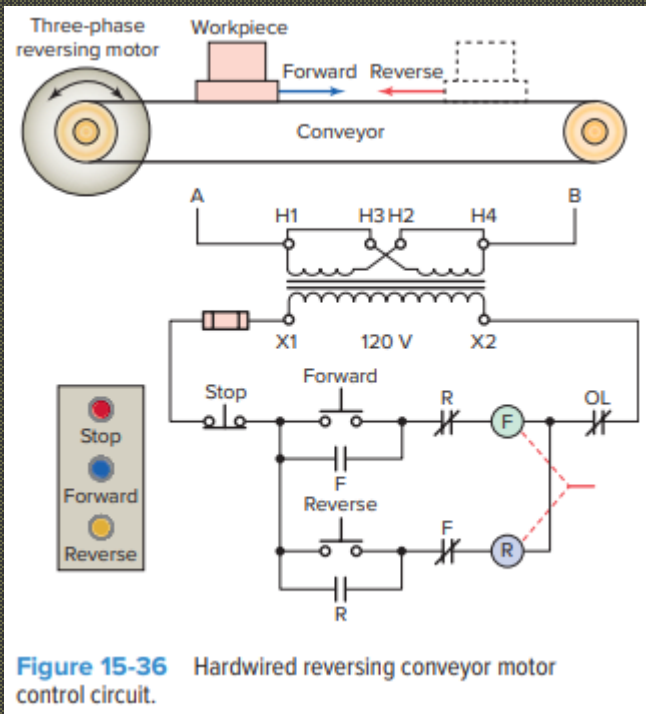 Three-phase
reversing motor
Workpiece
Forward Reverse
Conveyor
A
B
H1 H3 H2 H4
X1 120 V X2
Forward
Stop
R
F
OL
F
Reverse
F
R
R
Stop
Forward
Reverse
Figure 15-36 Hardwired reversing conveyor motor
control circuit.